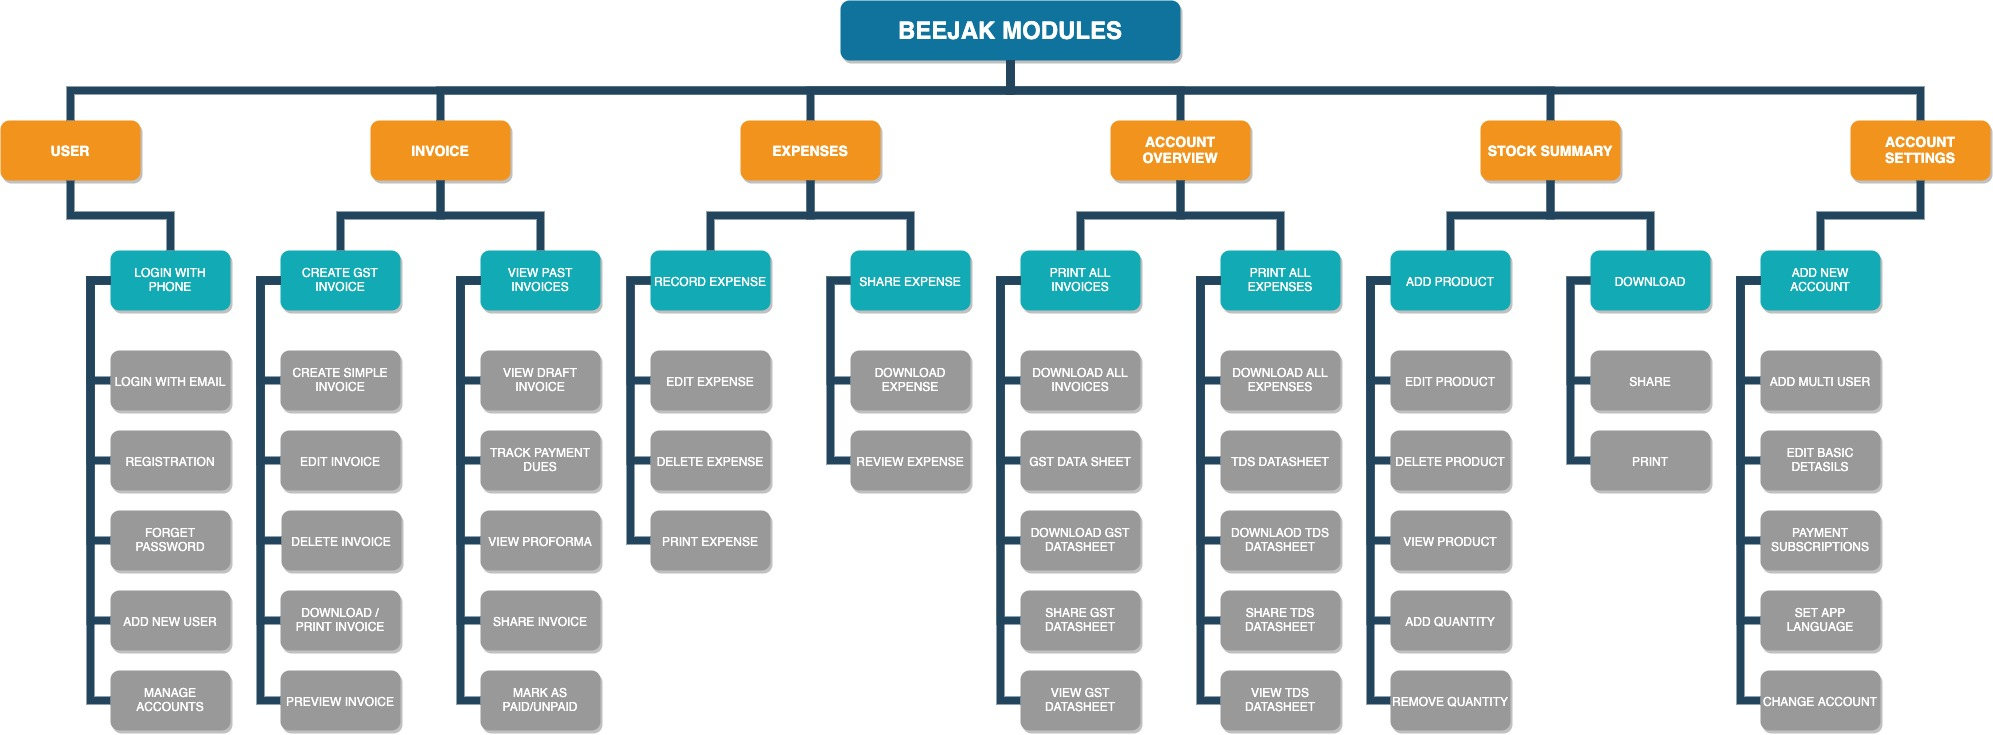 BEEJAK MODULES
USER
INVOICE
EXPENSES
ACCOUNT
OVERVIEW
STOCK SUMMARY
ACCOUNT
SETTINGS
LOGIN WITH
PHONE
LOGIN WITH EMAIL
REGISTRATION
FORGET
PASSWORD
ADD NEW USER
MANAGE
ACCOUNTS
CREATE GST
INVOICE
CREATE SIMPLE
INVOICE
EDIT INVOICE
DELETE INVOICE
DOWNLOAD /
PRINT INVOICE
PREVIEW INVOICE
VIEW PAST
INVOICES
VIEW DRAFT
INVOICE
TRACK PAYMENT
DUES
VIEW PROFORMA
SHARE INVOICE
MARK AS
PAID/UNPAID
RECORD EXPENSE
EDIT EXPENSE
DELETE EXPENSE
PRINT EXPENSE
SHARE EXPENSE
DOWNLOAD
EXPENSE
REVIEW EXPENSE
PRINT ALL
INVOICES
DOWNLOAD ALL
INVOICES
GST DATA SHEET
DOWNLOAD GST
DATASHEET
SHARE GST
DATASHEET
VIEW GST
DATASHEET
PRINT ALL
EXPENSES
DOWNLOAD ALL
EXPENSES
TDS DATASHEET
DOWNLAOD TDS
DATASHEET
SHARE TDS
DATASHEET
VIEW TDS
DATASHEET
ADD PRODUCT
EDIT PRODUCT
DELETE PRODUCT
VIEW PRODUCT
ADD QUANTITY
REMOVE QUANTITY
DOWNLOAD
SHARE
PRINT
ADD NEW
ACCOUNT
ADD MULTI USER
EDIT BASIC
DETASILS
PAYMENT
SUBSCRIPTIONS
SET APP
LANGUAGE
CHANGE ACCOUNT